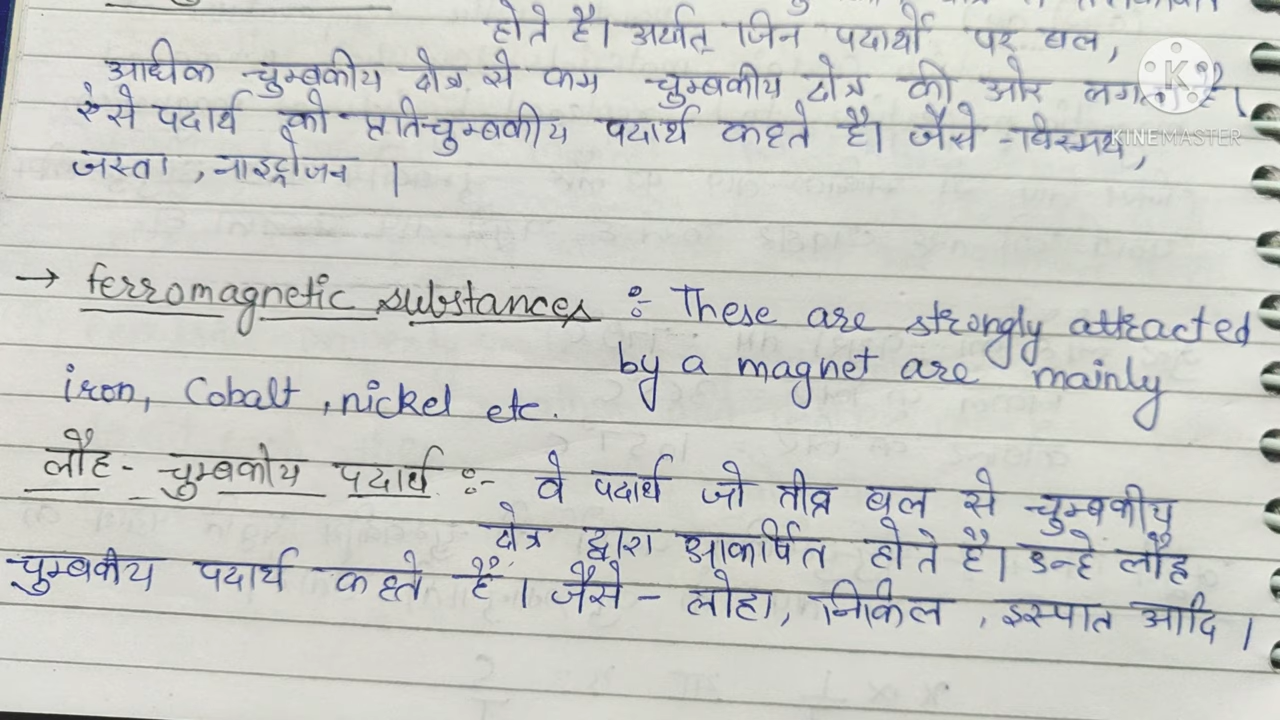 होते है। अर्थात् जिन पदार्थो पर बल,
अधिक चुम्बकीय क्षेत्र से कम चुम्बकीय क्षेत्र की ओर
ऐसे पदार्थ को प्रतिचुम्बकीय पदार्थ कहते है। जैसे - विस्मथ,
KINEMASTER
जस्ता, नाइट्रोजन ।
→ ferromagnetic substances :- These are strongly attracted
by a magnet are mainly
iron, Cobalt, nickel etc.
लौह - चुम्बकीय पदार्थ :- वे पदार्थ जो तीव्र बल से चुम्बकीय
क्षेत्र द्वारा आकर्षित होते है। उन्हे लौह
चुम्बकीय पदार्थ कहते है । जैसे - लोहा, निकिल, इस्पात आदि ।